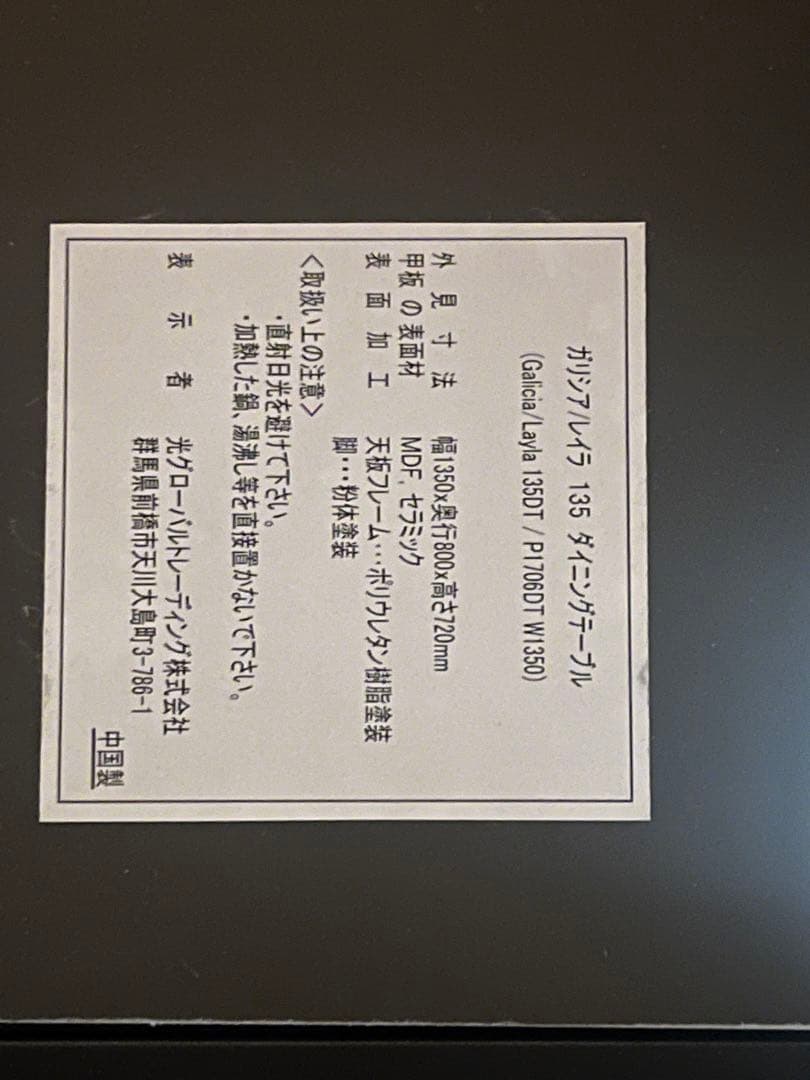 ガリシア/レイラ 135 ダイニングテーブル
(Galicia/Layla 135DT / P1706DT W1350)
外見寸法 幅1350x奥行800x高さ720mm
甲板の表面材 MDF, セラミック
表面加工 天板フレーム…ポリウレタン樹脂塗装
脚…粉体塗装
<取扱い上の注意>
・直射日光を避けて下さい。
・加熱した鍋、湯沸し等を直接置かないで下さい。
表示者 光グローバルトレーディング株式会社
群馬県前橋市天川大島町3-786-1
中国製